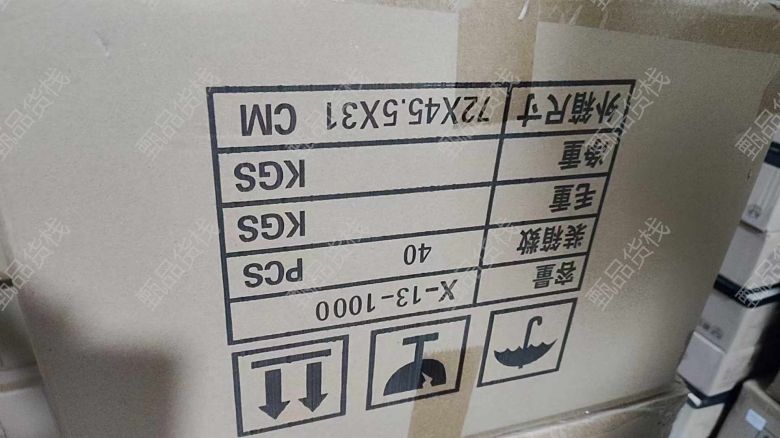 容量 X-13-1000
装箱数 40 PCS
毛重 KGS
净重 KGS
外箱尺寸 72X45.5X31 CM
甄品货栈